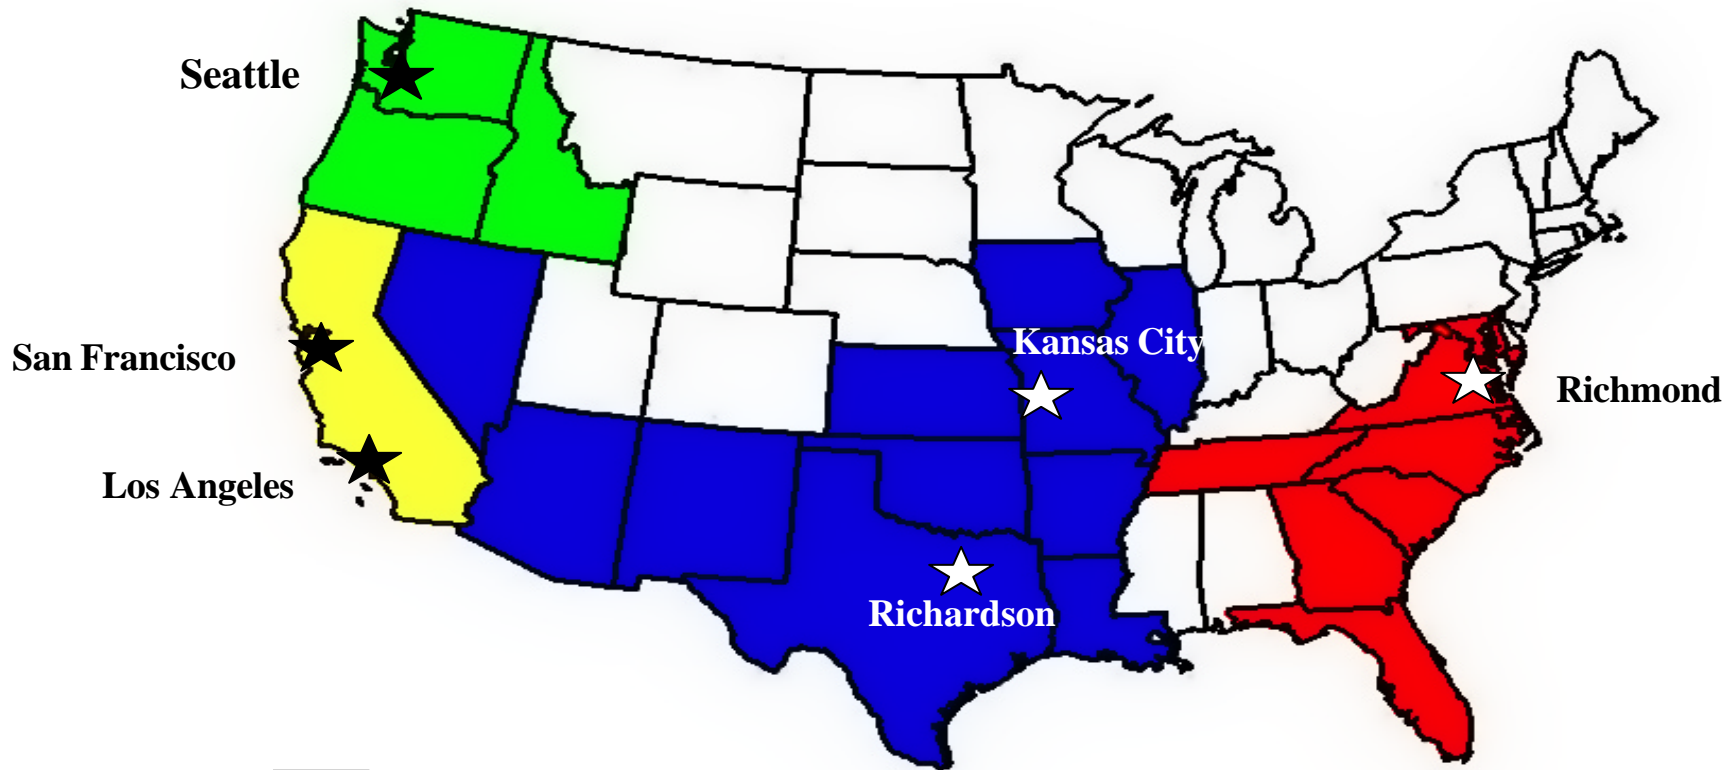 Seattle
Kansas City
San Francisco
Richmond
Los Angeles
Richardson